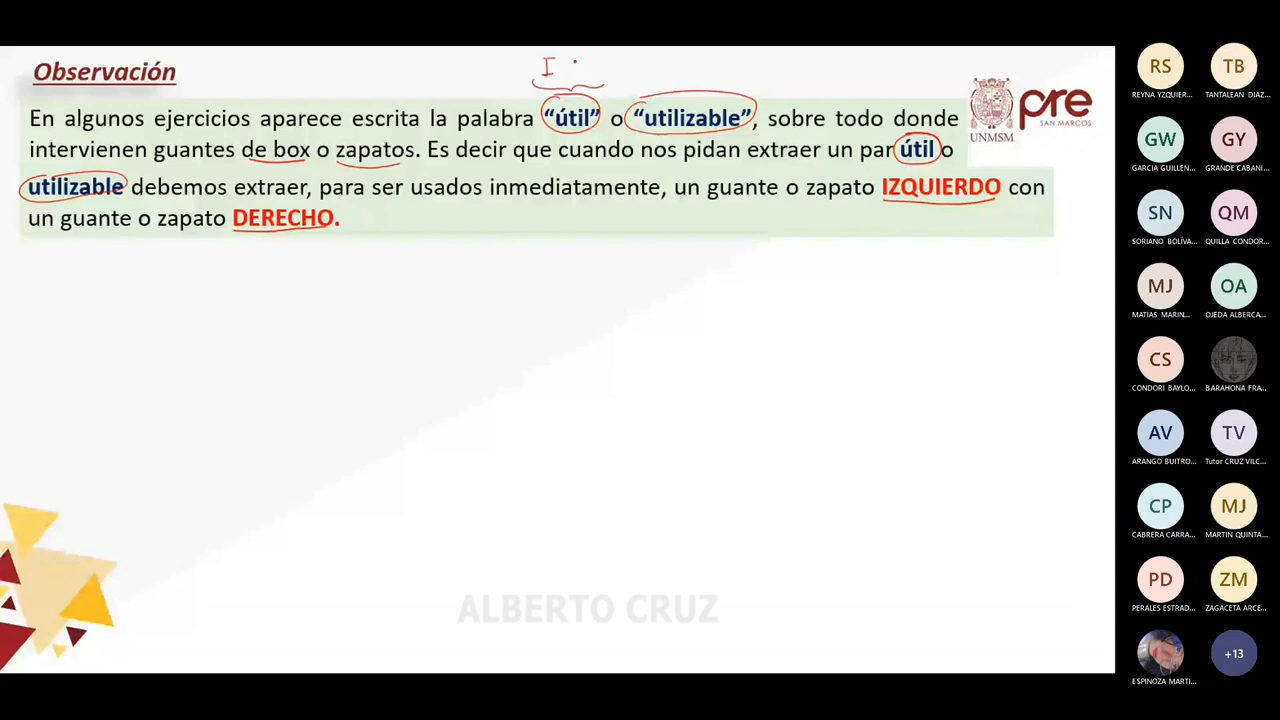 I
Observación
En algunos ejercicios aparece escrita la palabra “útil” o “utilizable”, sobre todo donde
intervienen guantes de box o zapatos. Es decir que cuando nos pidan extraer un par útil o
utilizable debemos extraer, para ser usados inmediatamente, un guante o zapato IZQUIERDO con
un guante o zapato DERECHO.
UNMSM
pre
SAN MARCOS
ALBERTO CRUZ
RS
TB
REYNA YZQUIER...
TANTALEAN DIAZ...
GW
GY
GARCIA GUILLEN...
GRANDE CABANI...
SN
QM
SORIANO BOLÍVA...
QUILLA CONDOR...
MJ
OA
MATIAS MARIN...
OJEDA ALBERCA...
CS
CONDORI BAYLO...
BARAHONA FRA...
AV
TV
ARANGO BUITRO...
Tutor CRUZ VILC...
CP
MJ
CABRERA CARRA...
MARTIN QUINTA...
PD
ZM
PERALES ESTRAD...
ZAGACETA ARCE...
+13
ESPINOZA MARTI...